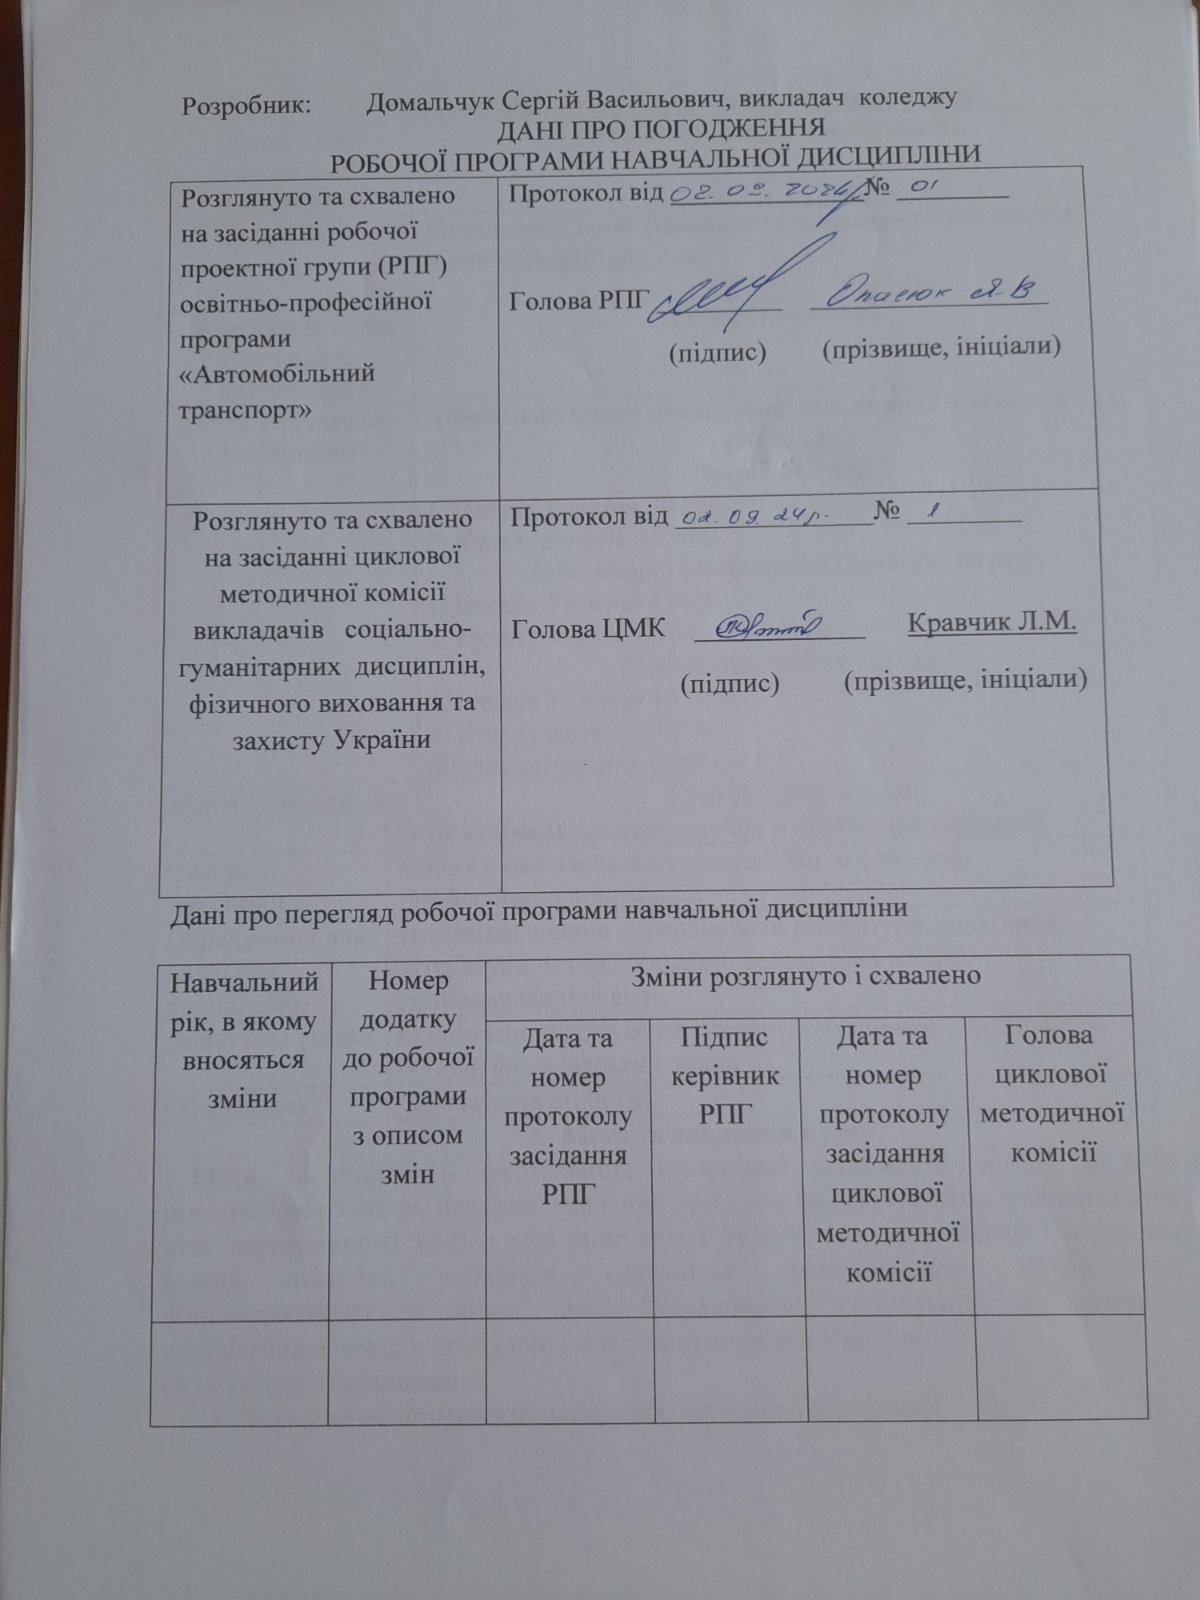 Розробник: Домальчук Сергій Васильович, викладач коледжу
ДАНІ ПРО ПОГОДЖЕННЯ
РОБОЧОЇ ПРОГРАМИ НАВЧАЛЬНОЇ ДИСЦИПЛІНИ
Розглянуто та схвалено
на засіданні робочої
проектної групи (РПГ)
освітньо-професійної
програми
«Автомобільний
транспорт»
Протокол від 02.09.2024 № 01
Голова РПГ Опасюк Я В
(підпис) (прізвище, ініціали)
Розглянуто та схвалено
на засіданні циклової
методичної комісії
викладачів соціально-
гуманітарних дисциплін,
фізичного виховання та
захисту України
Протокол від 02.09.24р. № 1
Голова ЦМК Кравчик Л.М.
(підпис) (прізвище, ініціали)
Дані про перегляд робочої програми навчальної дисципліни
Навчальний
рік, в якому
вносяться
зміни
Номер
додатку
до робочої
програми
з описом
змін
Зміни розглянуто і схвалено
Дата та
номер
протоколу
засідання
РПГ
Підпис
керівник
РПГ
Дата та
номер
протоколу
засідання
циклової
методичної
комісії
Голова
циклової
методичної
комісії